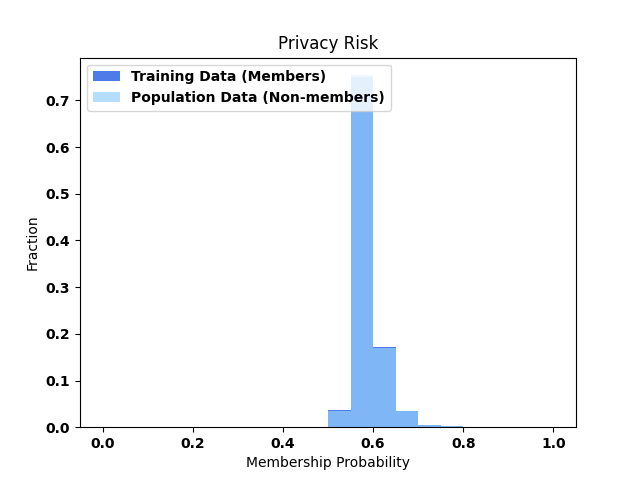 Privacy Risk
Training Data (Members)
Population Data (Non-members)
0.7
0.6
0.5
0.4
0.3
0.2
0.1
0.0
Fraction
0.0 0.2 0.4 0.6 0.8 1.0
Membership Probability